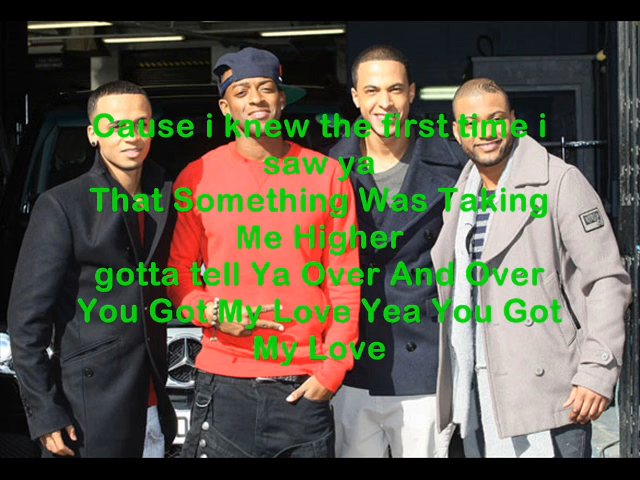 Cause i knew the first time i
saw ya
That Something Was Taking
Me Higher
gotta tell Ya Over And Over
You Got My Love Yea You Got
My Love